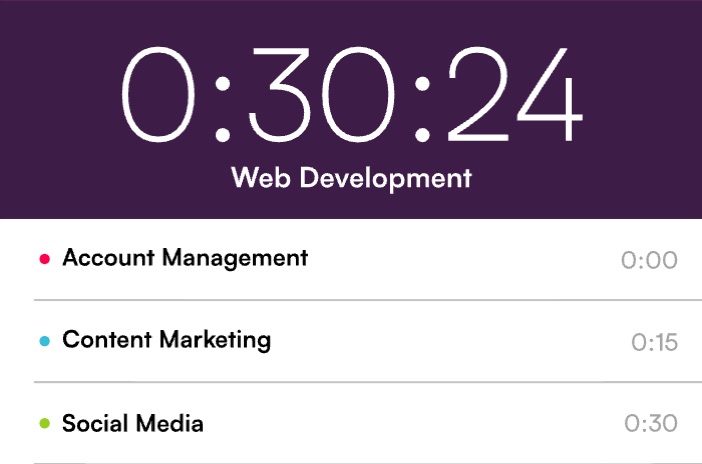 0:30:24
Web Development
Account Management 0:00
Content Marketing 0:15
Social Media 0:30